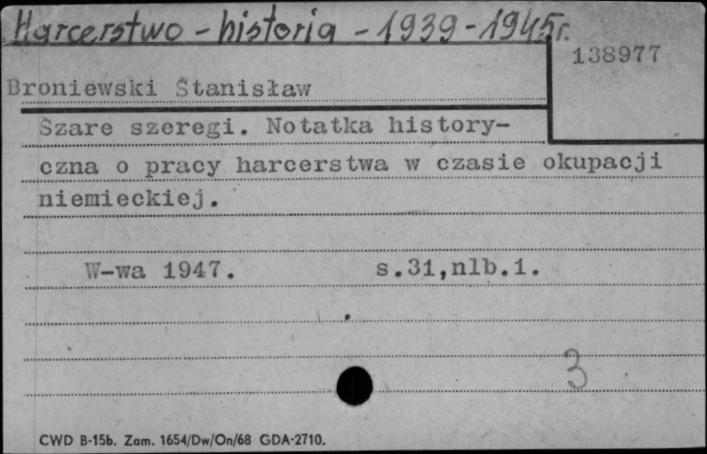 Harcerstwo - historia - 1939-1945r.
138977
Broniewski Stanisław
Szare szeregi. Notatka history-
czna o pracy harcerstwa w czasie okupacji
niemieckiej.
W-wa 1947. s.31,nlb.1.
3
CWD B-15b. Zam. 1654/Dw/On/68 GDA-2710.